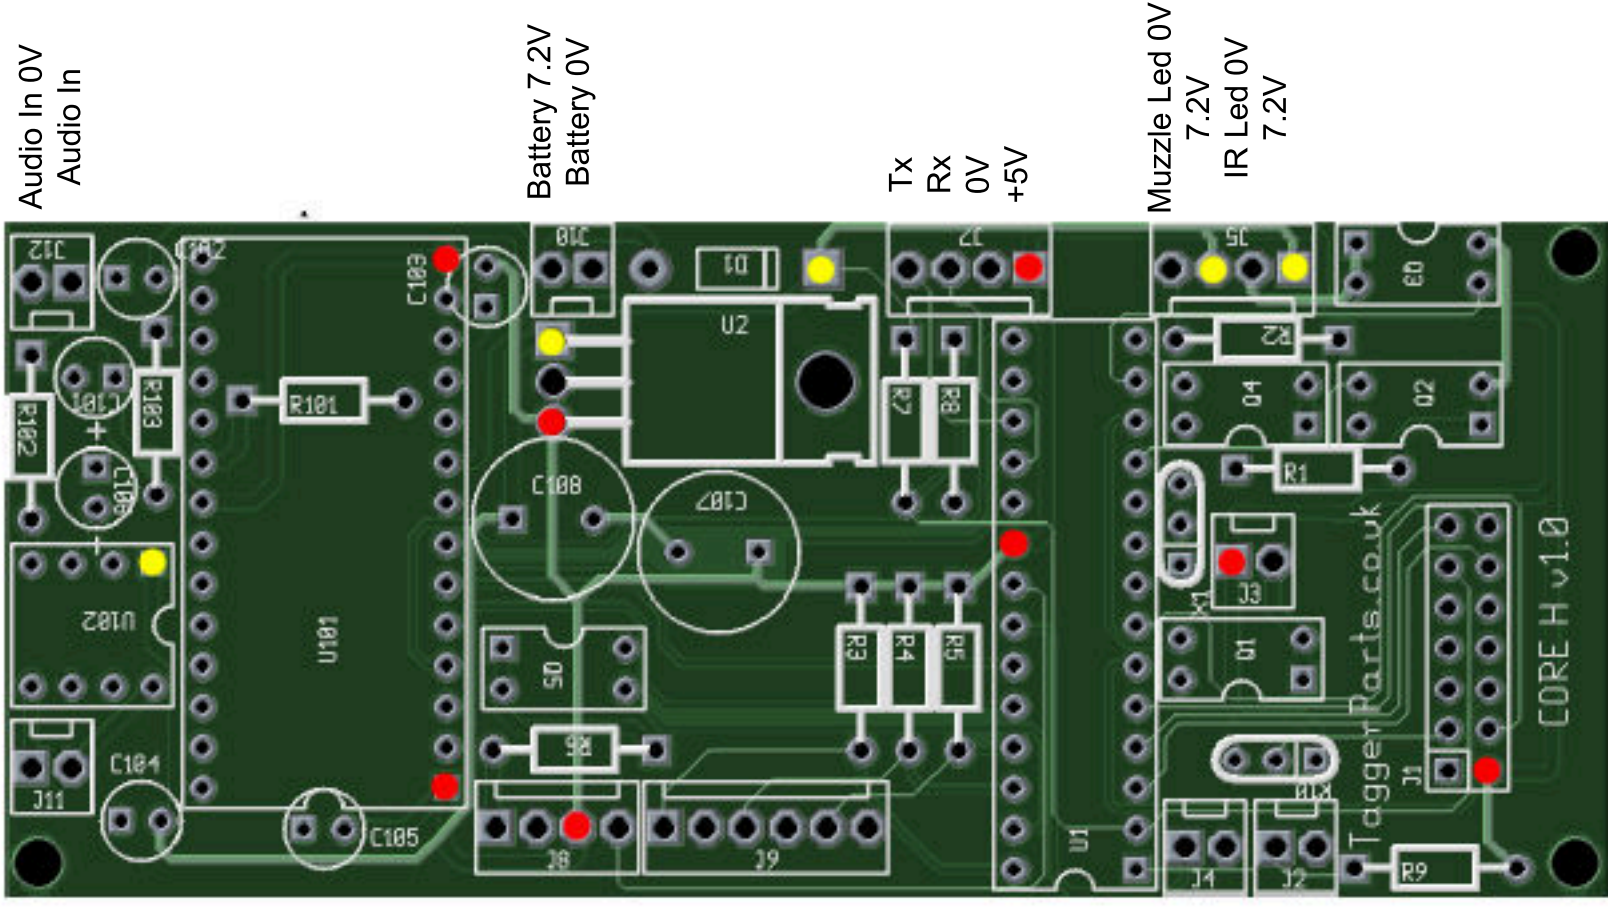 Audio In 0V
Audio In
Battery 7.2V
Battery 0V
Tx
Rx
0V
+5V
Muzzle Led 0V
7.2V
IR Led 0V
7.2V
J12
C102
C103
J10
D1
J7
J5
Q3
U2
R2
C101
R103
R102
R101
R7
R8
Q4
Q2
+
C106
C108
C107
R1
X1
J3
U102
U101
Q5
R3
R4
R5
Q1
TaggerParts.co.uk
CORE H v1.0
R6
J11
C104
C105
J8
J9
U1
R10
J1
J4
J2
R9